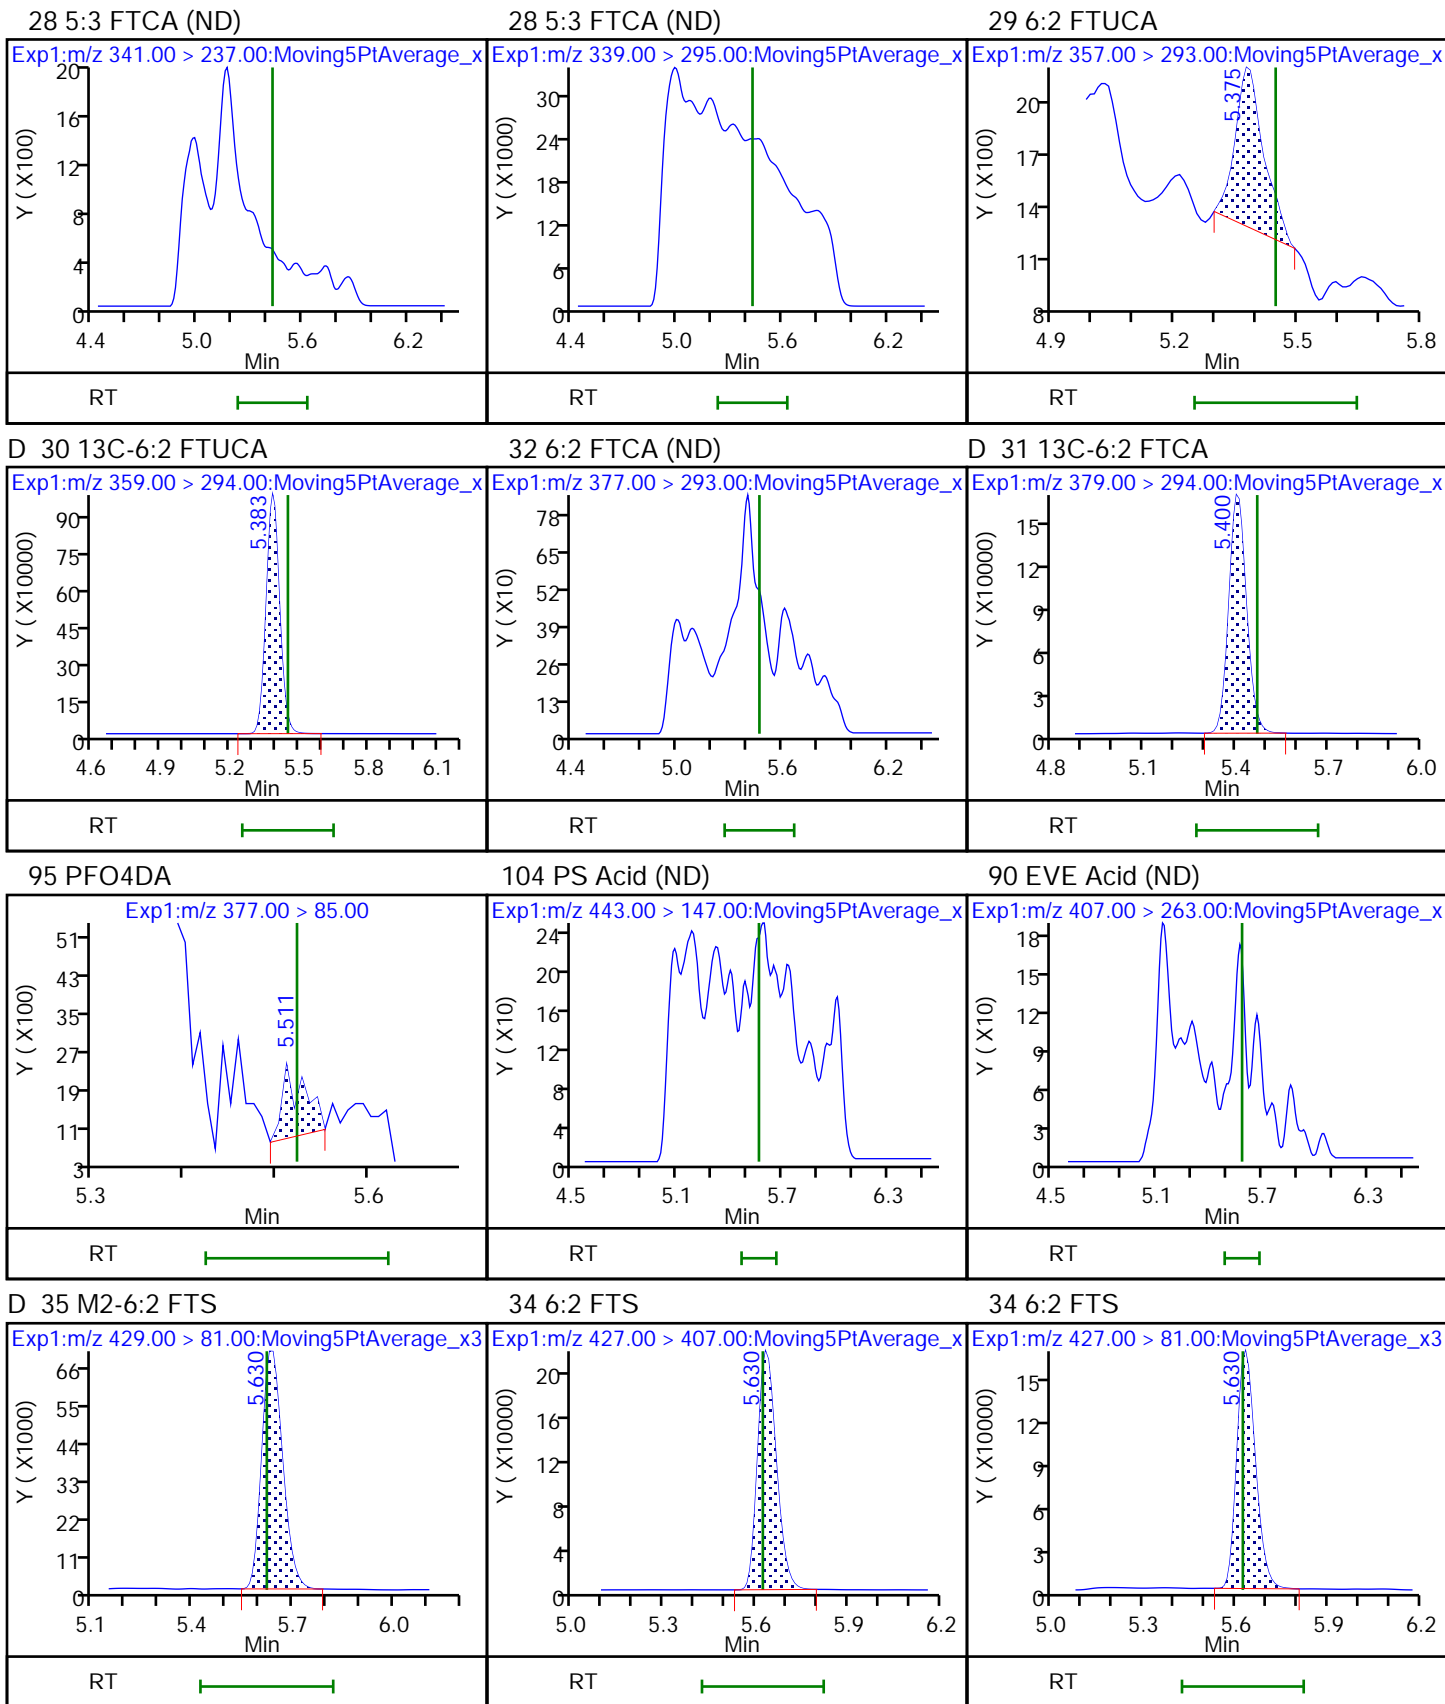 28 5:3 FTCA (ND)
28 5:3 FTCA (ND)
29 6:2 FTUCA
Exp1:m/z 341.00 > 237.00:Moving5PtAverage_x
Exp1:m/z 339.00 > 295.00:Moving5PtAverage_x
Exp1:m/z 357.00 > 293.00:Moving5PtAverage_x
Y ( X100)
20
16
12
8
4
0
4.4 5.0 5.6 6.2
Min
RT
Y ( X1000)
30
24
18
12
6
0
4.4 5.0 5.6 6.2
Min
RT
Y ( X100)
5.375
20
17
14
11
8
4.9 5.2 5.5 5.8
Min
RT
D 30 13C-6:2 FTUCA
32 6:2 FTCA (ND)
D 31 13C-6:2 FTCA
Exp1:m/z 359.00 > 294.00:Moving5PtAverage_x
Exp1:m/z 377.00 > 293.00:Moving5PtAverage_x
Exp1:m/z 379.00 > 294.00:Moving5PtAverage_x
Y ( X10000)
5.383
90
75
60
45
30
15
0
4.6 4.9 5.2 5.5 5.8 6.1
Min
RT
Y ( X10)
78
65
52
39
26
13
0
4.4 5.0 5.6 6.2
Min
RT
Y ( X10000)
5.400
15
12
9
6
3
0
4.8 5.1 5.4 5.7 6.0
Min
RT
95 PFO4DA
104 PS Acid (ND)
90 EVE Acid (ND)
Exp1:m/z 377.00 > 85.00
Exp1:m/z 443.00 > 147.00:Moving5PtAverage_x
Exp1:m/z 407.00 > 263.00:Moving5PtAverage_x
Y ( X100)
5.511
51
43
35
27
19
11
3
5.3 5.6
Min
RT
Y ( X10)
24
20
16
12
8
4
0
4.5 5.1 5.7 6.3
Min
RT
Y ( X10)
18
15
12
9
6
3
0
4.5 5.1 5.7 6.3
Min
RT
D 35 M2-6:2 FTS
34 6:2 FTS
34 6:2 FTS
Exp1:m/z 429.00 > 81.00:Moving5PtAverage_x3
Exp1:m/z 427.00 > 407.00:Moving5PtAverage_x
Exp1:m/z 427.00 > 81.00:Moving5PtAverage_x3
Y ( X1000)
5.630
66
55
44
33
22
11
0
5.1 5.4 5.7 6.0
Min
RT
Y ( X10000)
5.630
20
16
12
8
4
0
5.0 5.3 5.6 5.9 6.2
Min
RT
Y ( X10000)
5.630
15
12
9
6
3
0
5.0 5.3 5.6 5.9 6.2
Min
RT